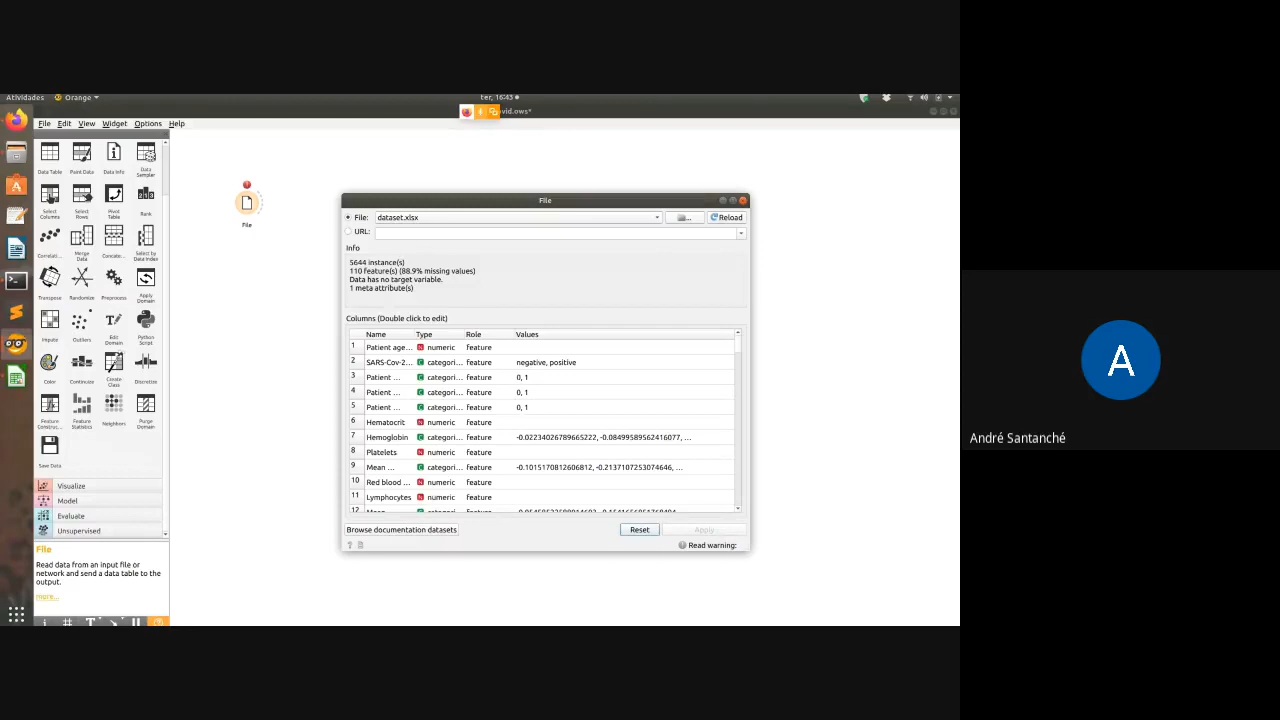 Atividades Orange ter, 16:43
vid.ows*
File Edit View Widget Options Help
Data Table Paint Data Data Info Data Sampler
Select Columns Select Rows Pivot Table Rank
Correlati... Merge Data Concate... Select by Data Index
Transpose Randomize Preprocess Apply Domain
Impute Outliers Edit Domain Python Script
Color Continuize Create Class Discretize
Feature Construc... Feature Statistics Neighbors Purge Domain
Save Data
Visualize
Model
Evaluate
Unsupervised
File
Read data from an input file or
network and send a data table to the
output.
more...
File
File
File: dataset.xlsx ... Reload
URL:
Info
5644 instance(s)
110 feature(s) (88.9% missing values)
Data has no target variable.
1 meta attribute(s)
Columns (Double click to edit)
Name Type Role Values
1 Patient age... N numeric feature
2 SARS-Cov-2... C categori... feature negative, positive
3 Patient ... C categori... feature 0, 1
4 Patient ... C categori... feature 0, 1
5 Patient ... C categori... feature 0, 1
6 Hematocrit N numeric feature
7 Hemoglobin C categori... feature -0.02234026789665222, -0.08499589562416077, ...
8 Platelets N numeric feature
9 Mean ... C categori... feature -0.1015170812606812, -0.2137107253074646, ...
10 Red blood ... N numeric feature
11 Lymphocytes N numeric feature
12 Mean categori... feature
Browse documentation datasets Reset Apply
? Read warning:
A
André Santanché